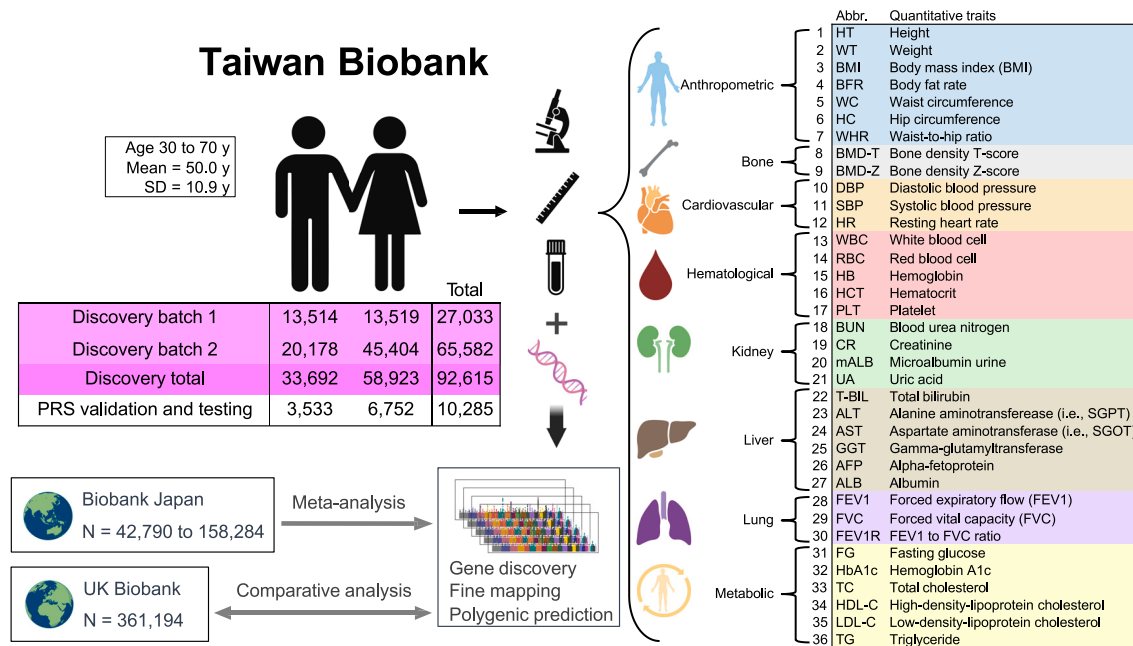 Taiwan Biobank
Age 30 to 70 y
Mean = 50.0 y
SD = 10.9 y
Total
Discovery batch 1 13,514 13,519 27,033
Discovery batch 2 20,178 45,404 65,582
Discovery total 33,692 58,923 92,615
PRS validation and testing 3,533 6,752 10,285
Biobank Japan
N = 42,790 to 158,284
Meta-analysis
UK Biobank
N = 361,194
Comparative analysis
Gene discovery
Fine mapping
Polygenic prediction
Abbr. Quantitative traits
Anthropometric
1 HT Height
2 WT Weight
3 BMI Body mass index (BMI)
4 BFR Body fat rate
5 WC Waist circumference
6 HC Hip circumference
7 WHR Waist-to-hip ratio
Bone
8 BMD-T Bone density T-score
9 BMD-Z Bone density Z-score
Cardiovascular
10 DBP Diastolic blood pressure
11 SBP Systolic blood pressure
12 HR Resting heart rate
Hematological
13 WBC White blood cell
14 RBC Red blood cell
15 HB Hemoglobin
16 HCT Hematocrit
17 PLT Platelet
Kidney
18 BUN Blood urea nitrogen
19 CR Creatinine
20 mALB Microalbumin urine
21 UA Uric acid
Liver
22 T-BIL Total bilirubin
23 ALT Alanine aminotransferease (i.e., SGPT)
24 AST Aspartate aminotransferase (i.e., SGOT)
25 GGT Gamma-glutamyltransferase
26 AFP Alpha-fetoprotein
27 ALB Albumin
Lung
28 FEV1 Forced expiratory flow (FEV1)
29 FVC Forced vital capacity (FVC)
30 FEV1R FEV1 to FVC ratio
Metabolic
31 FG Fasting glucose
32 HbA1c Hemoglobin A1c
33 TC Total cholesterol
34 HDL-C High-density-lipoprotein cholesterol
35 LDL-C Low-density-lipoprotein cholesterol
36 TG Triglyceride